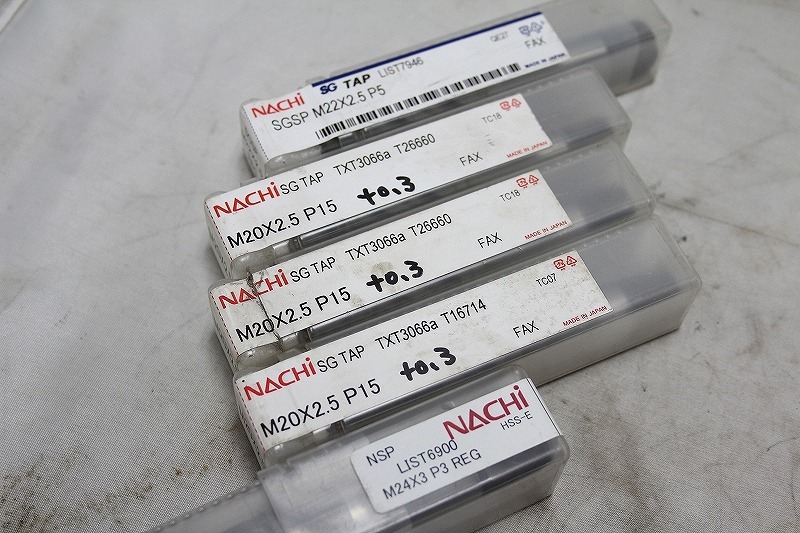 NACHi SG TAP LIST7946 QE27 FAX
SGSP M22X2.5 P5 MADE IN JAPAN
NACHi SG TAP TXT3066a T26660 TC18
M20X2.5 P15 +0.3 FAX MADE IN JAPAN
NACHi SG TAP TXT3066a T26660 TC18
M20X2.5 P15 +0.3 FAX MADE IN JAPAN
NACHi SG TAP TXT3066a T16714 TC07
M20X2.5 P15 +0.3 FAX MADE IN JAPAN
NSP NACHi
LIST6900 HSS-E
M24X3 P3 REG